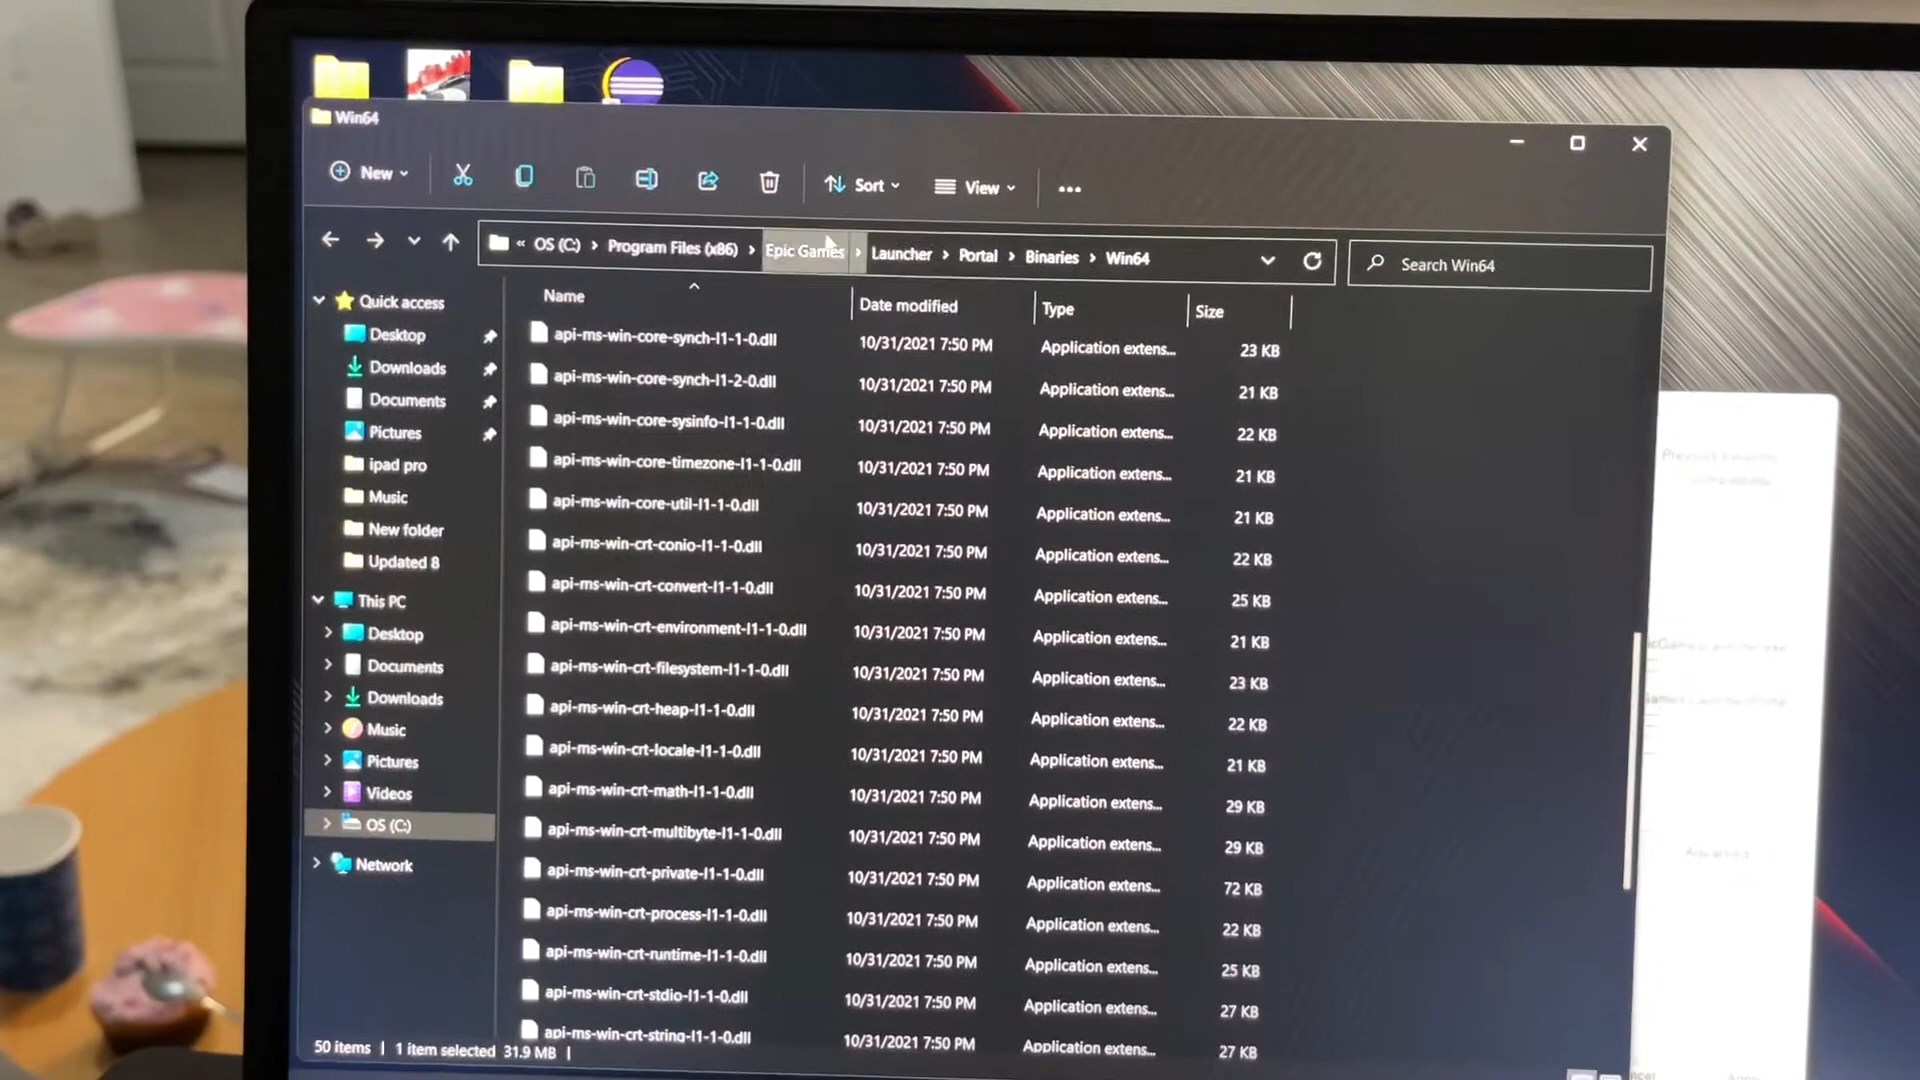 Win64
New
Sort
View
« OS (C:) > Program Files (x86) > Epic Games > Launcher > Portal > Binaries > Win64
Search Win64
Name Date modified Type Size
Quick access
Desktop
Downloads
Documents
Pictures
ipad pro
Music
New folder
Updated 8
This PC
Desktop
Documents
Downloads
Music
Pictures
Videos
OS (C:)
Network
api-ms-win-core-synch-l1-1-0.dll 10/31/2021 7:50 PM Application extens... 23 KB
api-ms-win-core-synch-l1-2-0.dll 10/31/2021 7:50 PM Application extens... 21 KB
api-ms-win-core-sysinfo-l1-1-0.dll 10/31/2021 7:50 PM Application extens... 22 KB
api-ms-win-core-timezone-l1-1-0.dll 10/31/2021 7:50 PM Application extens... 21 KB
api-ms-win-core-util-l1-1-0.dll 10/31/2021 7:50 PM Application extens... 21 KB
api-ms-win-crt-conio-l1-1-0.dll 10/31/2021 7:50 PM Application extens... 22 KB
api-ms-win-crt-convert-l1-1-0.dll 10/31/2021 7:50 PM Application extens... 25 KB
api-ms-win-crt-environment-l1-1-0.dll 10/31/2021 7:50 PM Application extens... 21 KB
api-ms-win-crt-filesystem-l1-1-0.dll 10/31/2021 7:50 PM Application extens... 23 KB
api-ms-win-crt-heap-l1-1-0.dll 10/31/2021 7:50 PM Application extens... 22 KB
api-ms-win-crt-locale-l1-1-0.dll 10/31/2021 7:50 PM Application extens... 21 KB
api-ms-win-crt-math-l1-1-0.dll 10/31/2021 7:50 PM Application extens... 29 KB
api-ms-win-crt-multibyte-l1-1-0.dll 10/31/2021 7:50 PM Application extens... 29 KB
api-ms-win-crt-private-l1-1-0.dll 10/31/2021 7:50 PM Application extens... 72 KB
api-ms-win-crt-process-l1-1-0.dll 10/31/2021 7:50 PM Application extens... 22 KB
api-ms-win-crt-runtime-l1-1-0.dll 10/31/2021 7:50 PM Application extens... 25 KB
api-ms-win-crt-stdio-l1-1-0.dll 10/31/2021 7:50 PM Application extens... 27 KB
api-ms-win-crt-string-l1-1-0.dll 10/31/2021 7:50 PM Application extens... 27 KB
50 items | 1 item selected 31.9 MB |